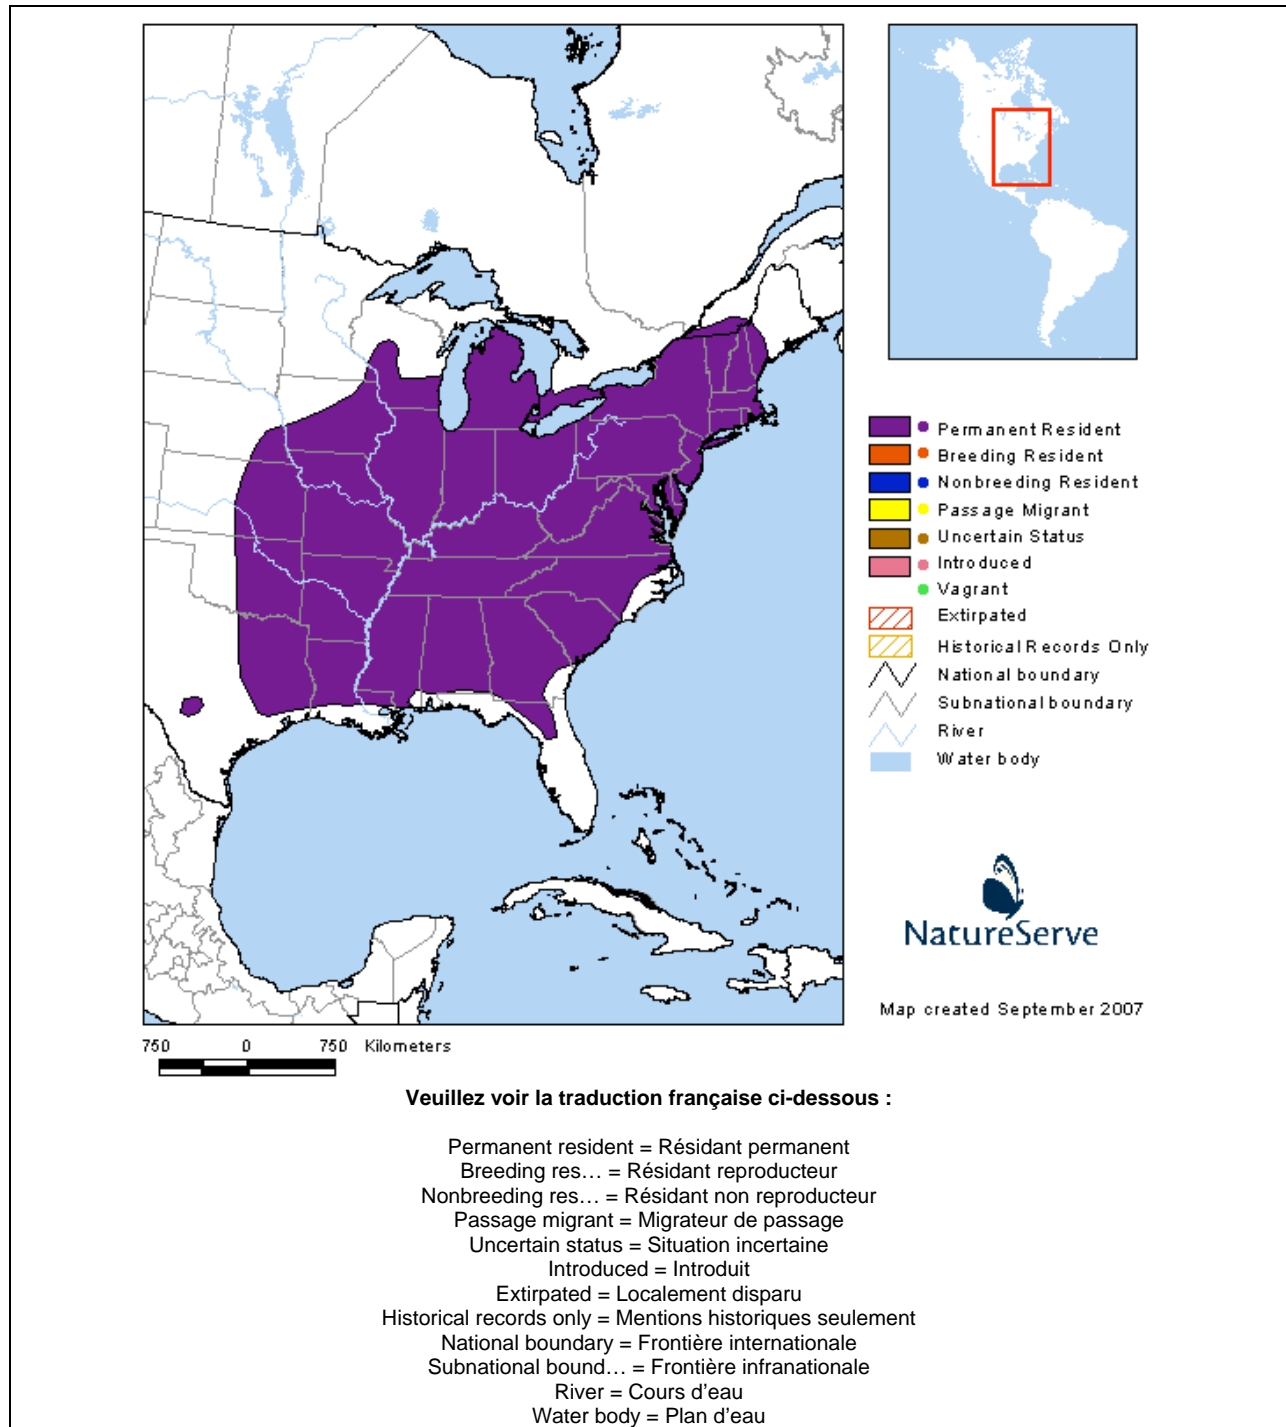 Permanent Resident
Breeding Resident
Nonbreeding Resident
Passage Migrant
Uncertain Status
Introduced
Vagrant
Extirpated
Historical Records Only
National boundary
Subnational boundary
River
Water body
NatureServe
Map created September 2007
750 0 750 Kilometers
Veuillez voir la traduction française ci-dessous :
Permanent resident = Résidant permanent
Breeding res… = Résidant reproducteur
Nonbreeding res… = Résidant non reproducteur
Passage migrant = Migrateur de passage
Uncertain status = Situation incertaine
Introduced = Introduit
Extirpated = Localement disparu
Historical records only = Mentions historiques seulement
National boundary = Frontière internationale
Subnational bound… = Frontière infranationale
River = Cours d'eau
Water body = Plan d'eau